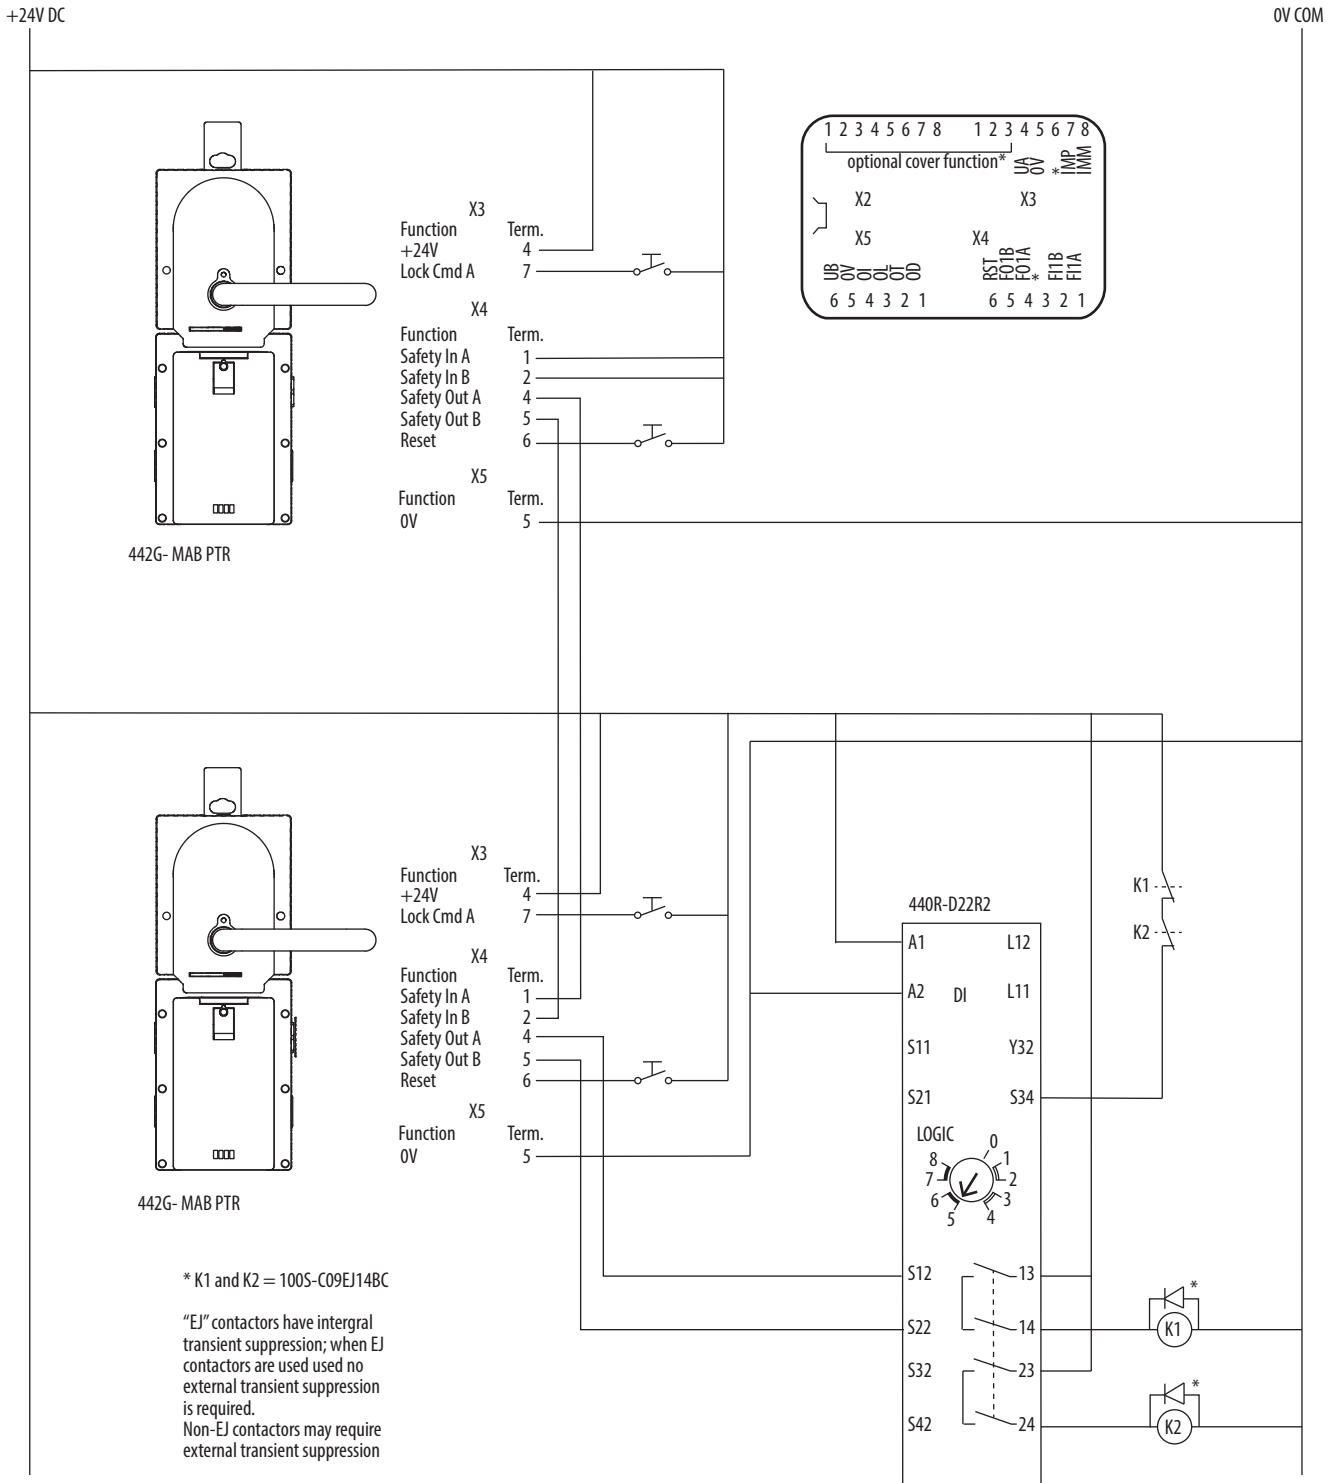 +24V DC
0V COM
1 2 3 4 5 6 7 8 1 2 3 4 5 6 7 8
optional cover function*
UA
0V
*
IMP
IMM
X2
X3
X5
X4
UB
0V
OI
OL
OT
OD
RST
FO1B
FO1A
*
FI1B
FI1A
6 5 4 3 2 1
6 5 4 3 2 1
X3
Function Term.
+24V 4
Lock Cmd A 7
X4
Function Term.
Safety In A 1
Safety In B 2
Safety Out A 4
Safety Out B 5
Reset 6
X5
Function Term.
0V 5
442G- MAB PTR
X3
Function Term.
+24V 4
Lock Cmd A 7
X4
Function Term.
Safety In A 1
Safety In B 2
Safety Out A 4
Safety Out B 5
Reset 6
X5
Function Term.
0V 5
442G- MAB PTR
K1
K2
440R-D22R2
A1 L12
A2 DI L11
S11 Y32
S21 S34
LOGIC
0
1
2
3
4
5
6
7
8
S12 13
S22 14
S32 23
S42 24
*
K1
*
K2
* K1 and K2 = 100S-C09EJ14BC
“EJ” contactors have intergral
transient suppression; when EJ
contactors are used used no
external transient suppression
is required.
Non-EJ contactors may require
external transient suppression